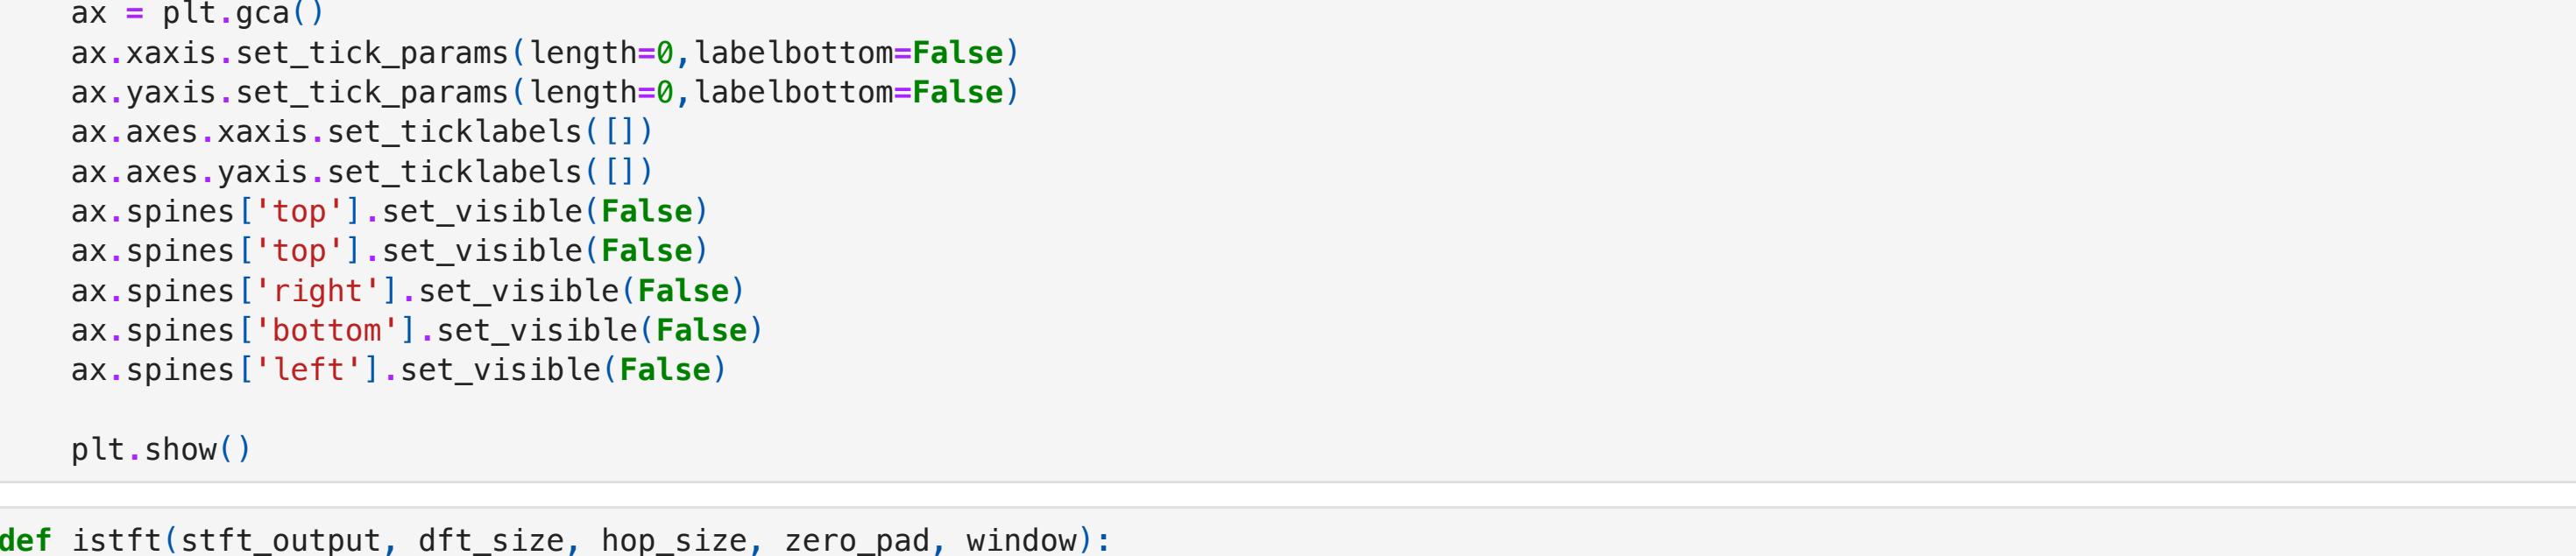 ax = plt.gca()
ax.xaxis.set_tick_params(length=0,labelbottom=False)
ax.yaxis.set_tick_params(length=0,labelbottom=False)
ax.axes.xaxis.set_ticklabels([])
ax.axes.yaxis.set_ticklabels([])
ax.spines['top'].set_visible(False)
ax.spines['top'].set_visible(False)
ax.spines['right'].set_visible(False)
ax.spines['bottom'].set_visible(False)
ax.spines['left'].set_visible(False)
plt.show()
def istft(stft_output, dft_size, hop_size, zero_pad, window):